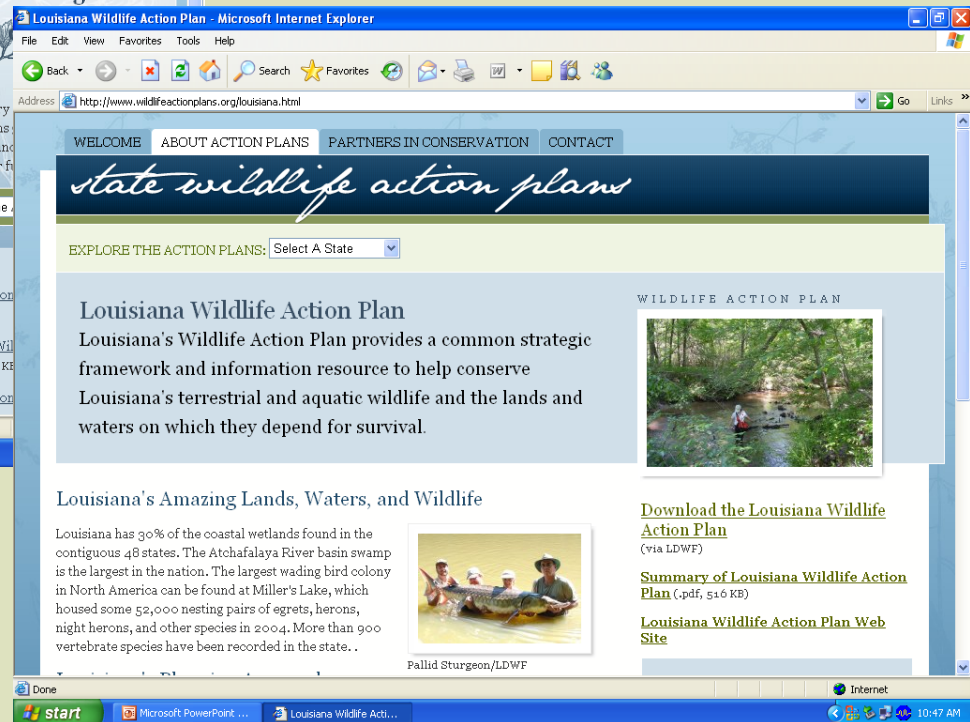 Louisiana Wildlife Action Plan - Microsoft Internet Explorer
File Edit View Favorites Tools Help
Back Search Favorites
Address http://www.wildlifeactionplans.org/louisiana.html Go Links »
WELCOME ABOUT ACTION PLANS PARTNERS IN CONSERVATION CONTACT
state wildlife action plans
EXPLORE THE ACTION PLANS: Select A State
Louisiana Wildlife Action Plan
Louisiana's Wildlife Action Plan provides a common strategic
framework and information resource to help conserve
Louisiana's terrestrial and aquatic wildlife and the lands and
waters on which they depend for survival.
WILDLIFE ACTION PLAN
Louisiana's Amazing Lands, Waters, and Wildlife
Louisiana has 30% of the coastal wetlands found in the
contiguous 48 states. The Atchafalaya River basin swamp
is the largest in the nation. The largest wading bird colony
in North America can be found at Miller's Lake, which
housed some 52,000 nesting pairs of egrets, herons,
night herons, and other species in 2004. More than 900
vertebrate species have been recorded in the state. .
Pallid Sturgeon/LDWF
Download the Louisiana Wildlife
Action Plan
(via LDWF)
Summary of Louisiana Wildlife Action
Plan (.pdf, 516 KB)
Louisiana Wildlife Action Plan Web
Site
Done Internet
start Microsoft PowerPoint ... Louisiana Wildlife Acti... 10:47 AM